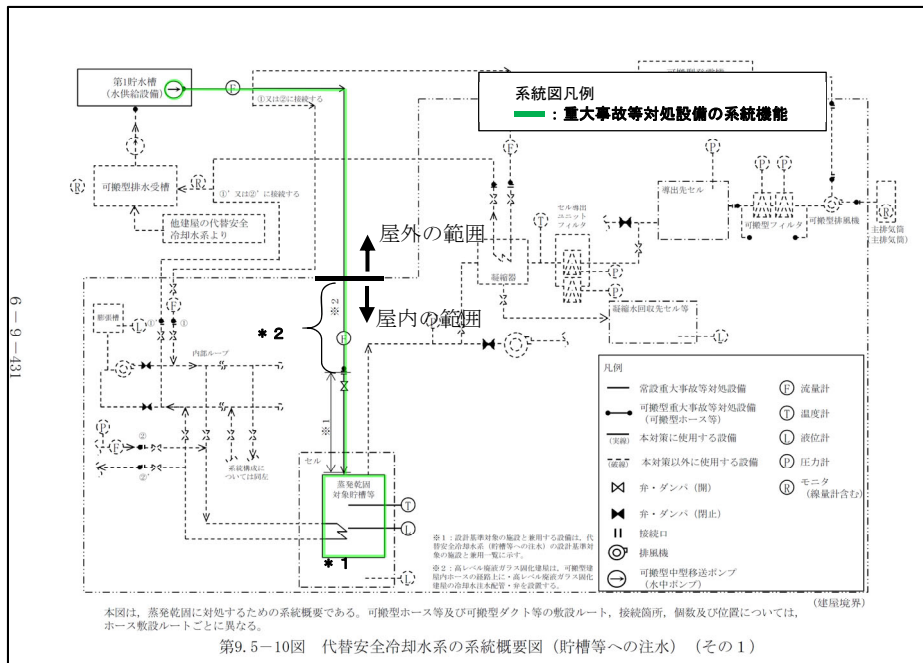 第1貯水槽
(水供給設備)
F
①又は②に接続する
可搬型発電機
系統図凡例
：重大事故等対処設備の系統機能
可搬型排水受槽
R
R
①’又は②’に接続する
他建屋の代替安全
冷却水系より
F
P
P
P
導出先セル
セル導出
ユニット
フィルタ
T
可搬型フィルタ
可搬型排風機
R
主排気筒
主排気筒)
屋外の範囲
凝縮器
P
P
屋内の範囲
凝縮水回収先セル等
L
膨張槽
L
①’
①
F
※2
＊2
F
内部ループ
P
F
②
②’
系統構成に
ついては同左
※1
セル
蒸発乾固
対象貯槽等
T
L
＊1
L
※1：設計基準対象の施設と兼用する設備は，代
替安全冷却水系（貯槽等への注水）の設計基準対
象の施設と兼用一覧に示す。
※2：高レベル廃液ガラス固化建屋は，可搬型建
屋内ホースの経路上に・高レベル廃液ガラス固化
建屋の冷却水注水配管・弁を設置する。
凡例
常設重大事故等対処設備
可搬型重大事故等対処設備
(可搬型ホース等)
(実線)
本対策に使用する設備
(破線)
本対策以外に使用する設備
弁・ダンパ（開）
弁・ダンパ（閉止）
接続口
排風機
可搬型中型移送ポンプ
(水中ポンプ)
F 流量計
T 温度計
L 液位計
P 圧力計
R モニタ
(線量計含む)
(建屋境界)
本図は，蒸発乾固に対処するための系統概要である。可搬型ホース等及び可搬型ダクト等の敷設ルート，接続箇所，個数及び位置については，
ホース敷設ルートごとに異なる。
第9.5－10図　代替安全冷却水系の系統概要図（貯槽等への注水）（その1）
6－9－431